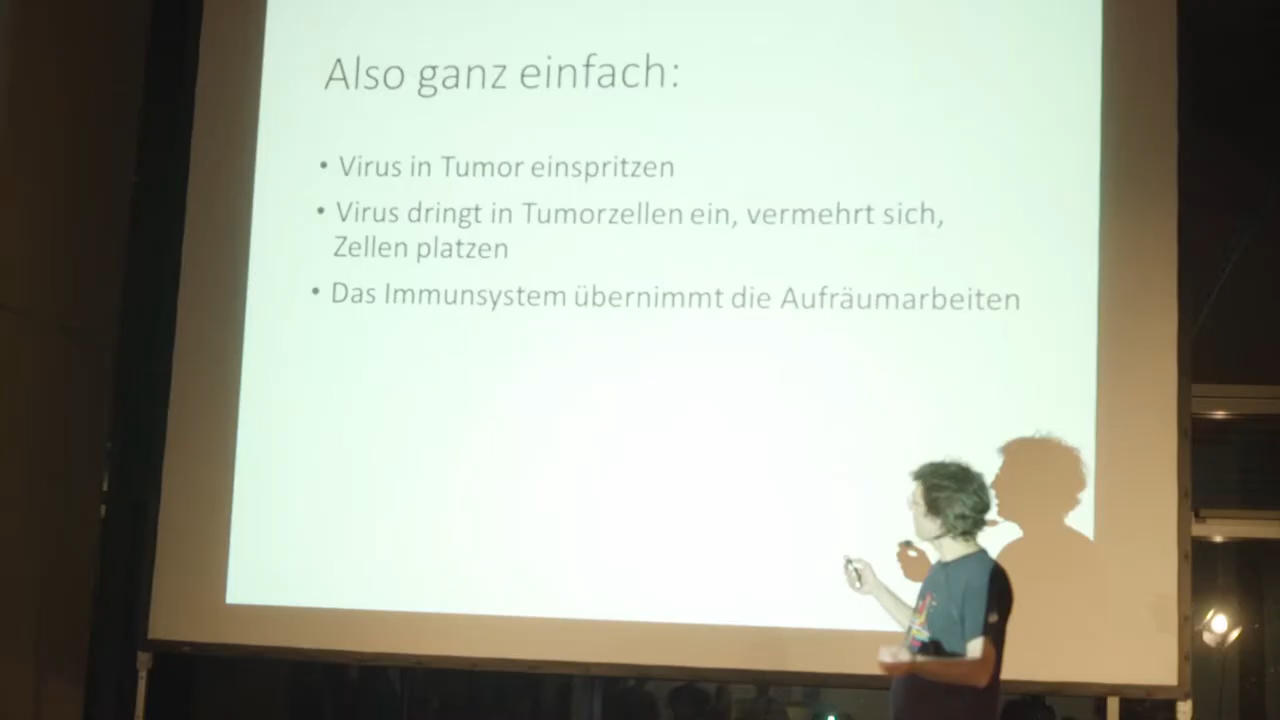 Also ganz einfach:
• Virus in Tumor einspritzen
• Virus dringt in Tumorzellen ein, vermehrt sich,
Zellen platzen
• Das Immunsystem übernimmt die Aufräumarbeiten